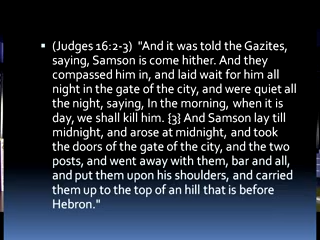 (Judges 16:2-3)  "And it was told the Gazites,
saying, Samson is come hither. And they
compassed him in, and laid wait for him all
night in the gate of the city, and were quiet all
the night, saying, In the morning, when it is
day, we shall kill him. {3} And Samson lay till
midnight, and arose at midnight, and took
the doors of the gate of the city, and the two
posts, and went away with them, bar and all,
and put them upon his shoulders, and carried
them up to the top of an hill that is before
Hebron."